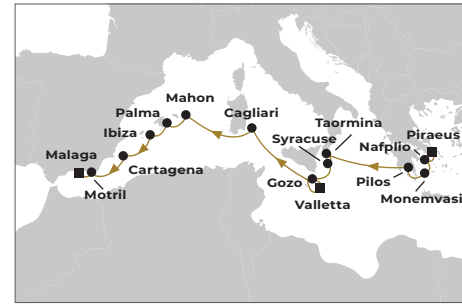 Mahon
Palma
Cagliari
Taormina
Ibiza
Syracuse
Piraeus
Nafplio
Malaga
Cartagena
Gozo
Pilos
Motril
Valletta
Monemvasi